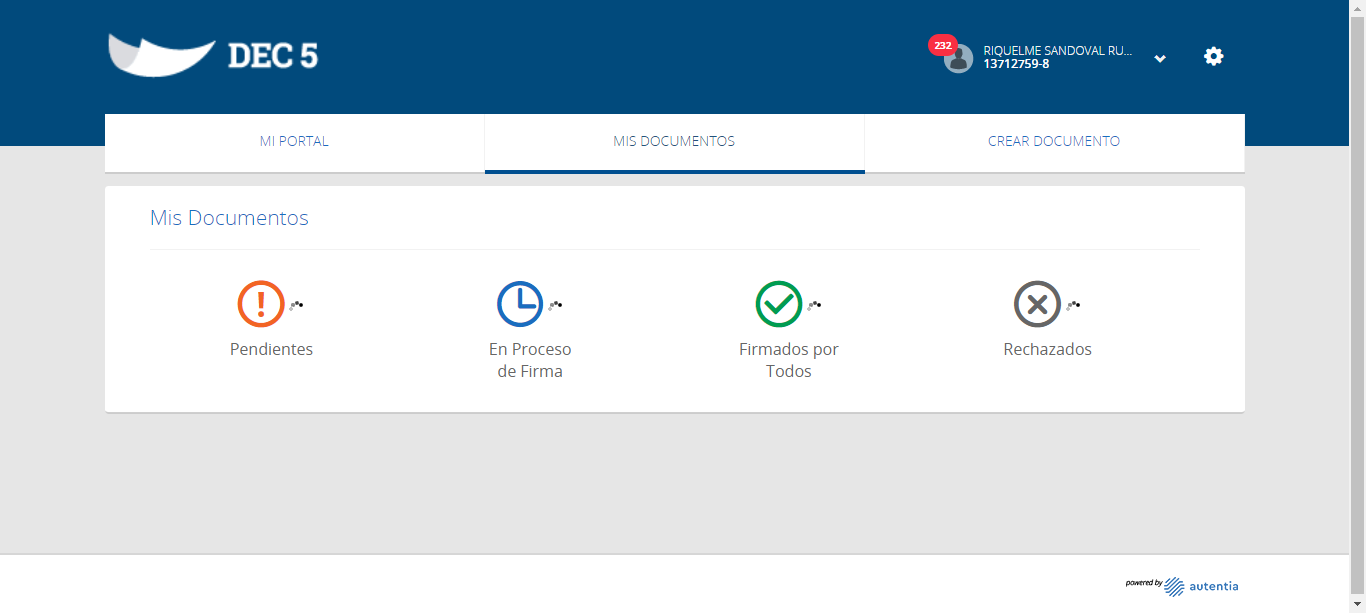 DEC 5
232
RIQUELME SANDOVAL RU...
13712759-8
MI PORTAL
MIS DOCUMENTOS
CREAR DOCUMENTO
Mis Documentos
Pendientes
En Proceso
de Firma
Firmados por
Todos
Rechazados
powered by
autentia